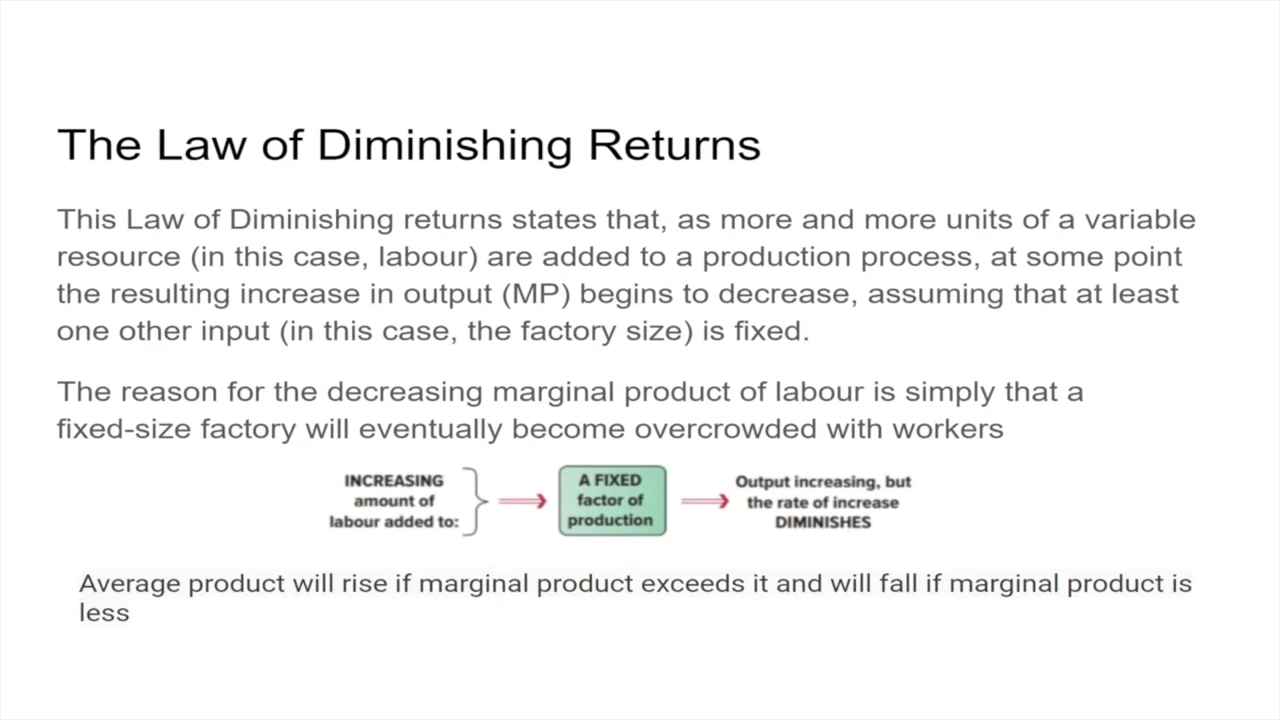 The Law of Diminishing Returns
This Law of Diminishing returns states that, as more and more units of a variable
resource (in this case, labour) are added to a production process, at some point
the resulting increase in output (MP) begins to decrease, assuming that at least
one other input (in this case, the factory size) is fixed.
The reason for the decreasing marginal product of labour is simply that a
fixed-size factory will eventually become overcrowded with workers
INCREASING
amount of
labour added to:
A FIXED
factor of
production
Output increasing, but
the rate of increase
DIMINISHES
Average product will rise if marginal product exceeds it and will fall if marginal product is
less